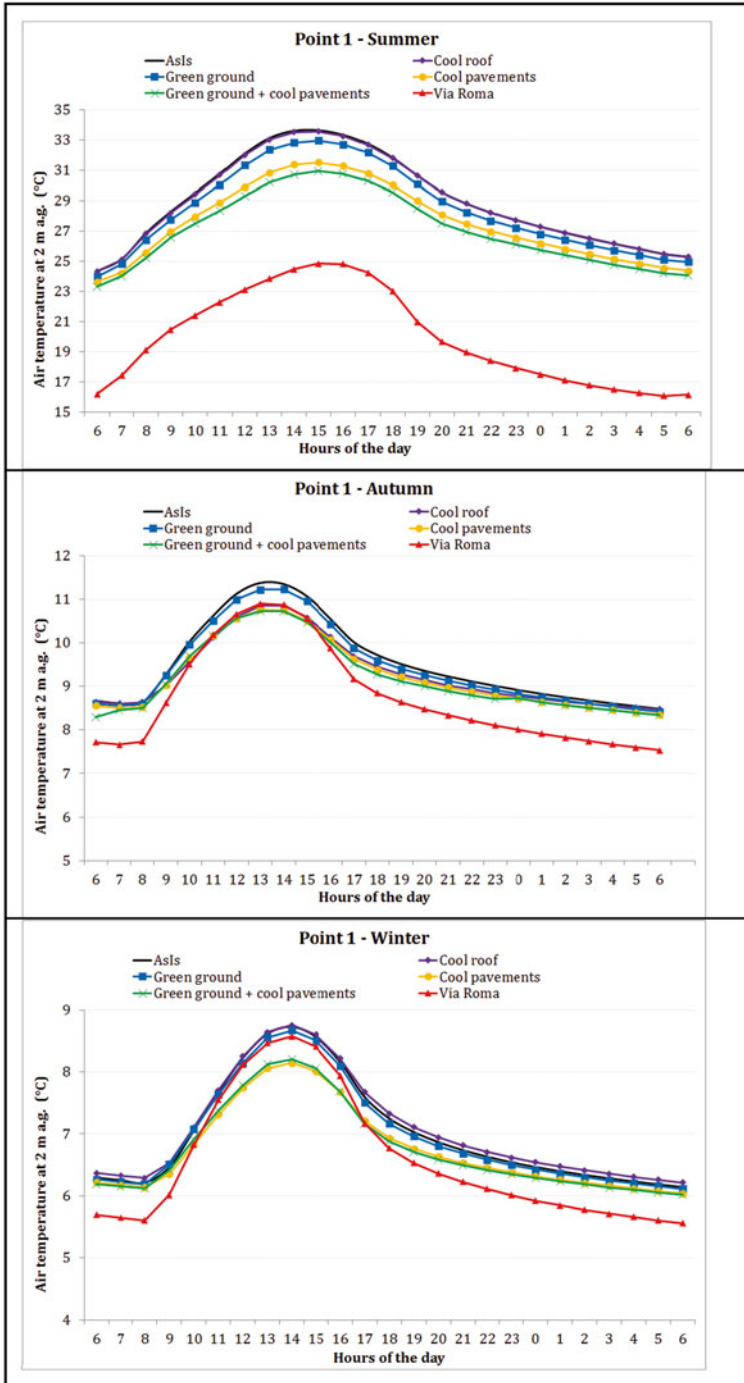 Point 1 - Summer
AsIs
Cool roof
Green ground
Cool pavements
Green ground + cool pavements
Via Roma
Air temperature at 2 m a.g. (°C)
35
33
31
29
27
25
23
21
19
17
15
6 7 8 9 10 11 12 13 14 15 16 17 18 19 20 21 22 23 0 1 2 3 4 5 6
Hours of the day
Point 1 - Autumn
AsIs
Cool roof
Green ground
Cool pavements
Green ground + cool pavements
Via Roma
Air temperature at 2 m a.g. (°C)
12
11
10
9
8
7
6
5
6 7 8 9 10 11 12 13 14 15 16 17 18 19 20 21 22 23 0 1 2 3 4 5 6
Hours of the day
Point 1 - Winter
AsIs
Cool roof
Green ground
Cool pavements
Green ground + cool pavements
Via Roma
Air temperature at 2 m a.g. (°C)
9
8
7
6
5
4
6 7 8 9 10 11 12 13 14 15 16 17 18 19 20 21 22 23 0 1 2 3 4 5 6
Hours of the day